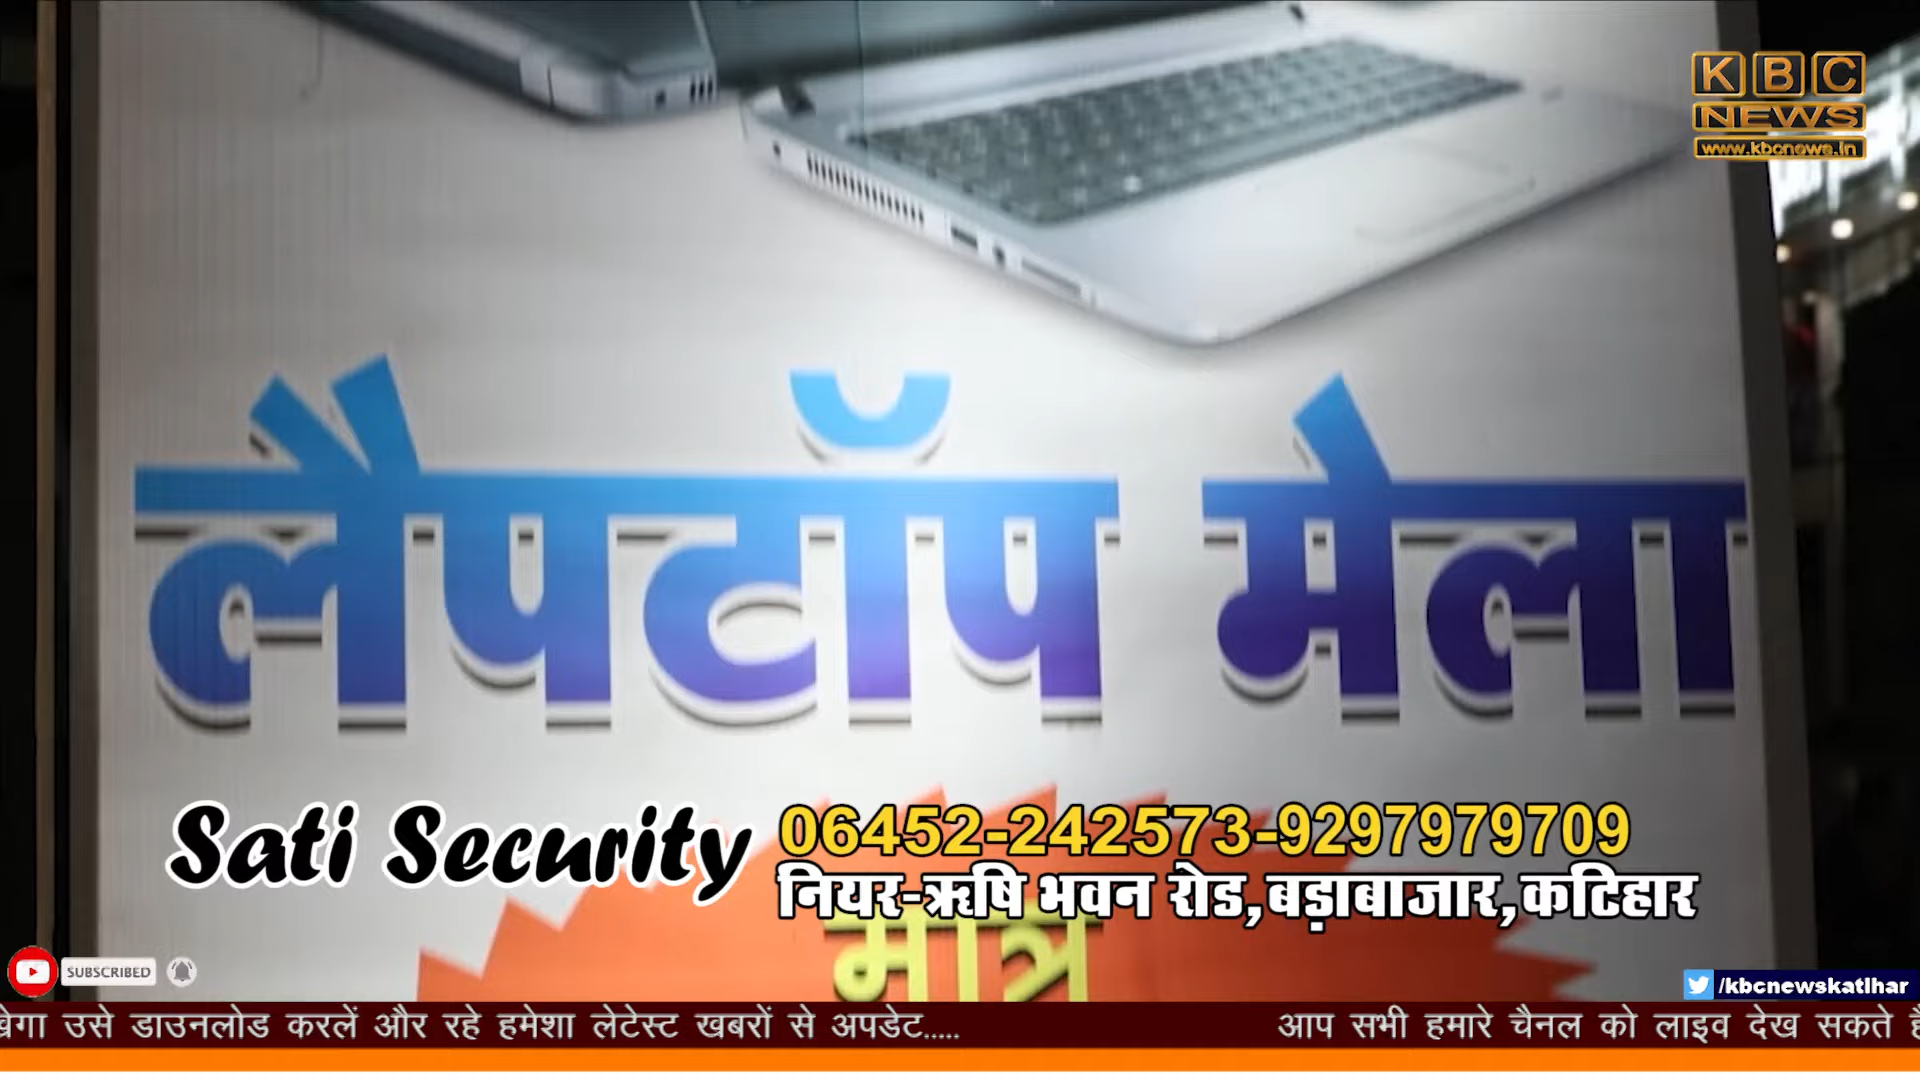 K B C
NEWS
www.kbcnews.in
लैपटॉप मेला
Sati Security
06452-242573-9297979709
नियर-ऋषि भवन रोड,बड़ाबाजार,कटिहार
मात्र
SUBSCRIBED
/kbcnewskatihar
उसे डाउनलोड करलें और रहे हमेशा लेटेस्ट खबरों से अपडेट..... आप सभी हमारे चैनल को लाइव देख सकते